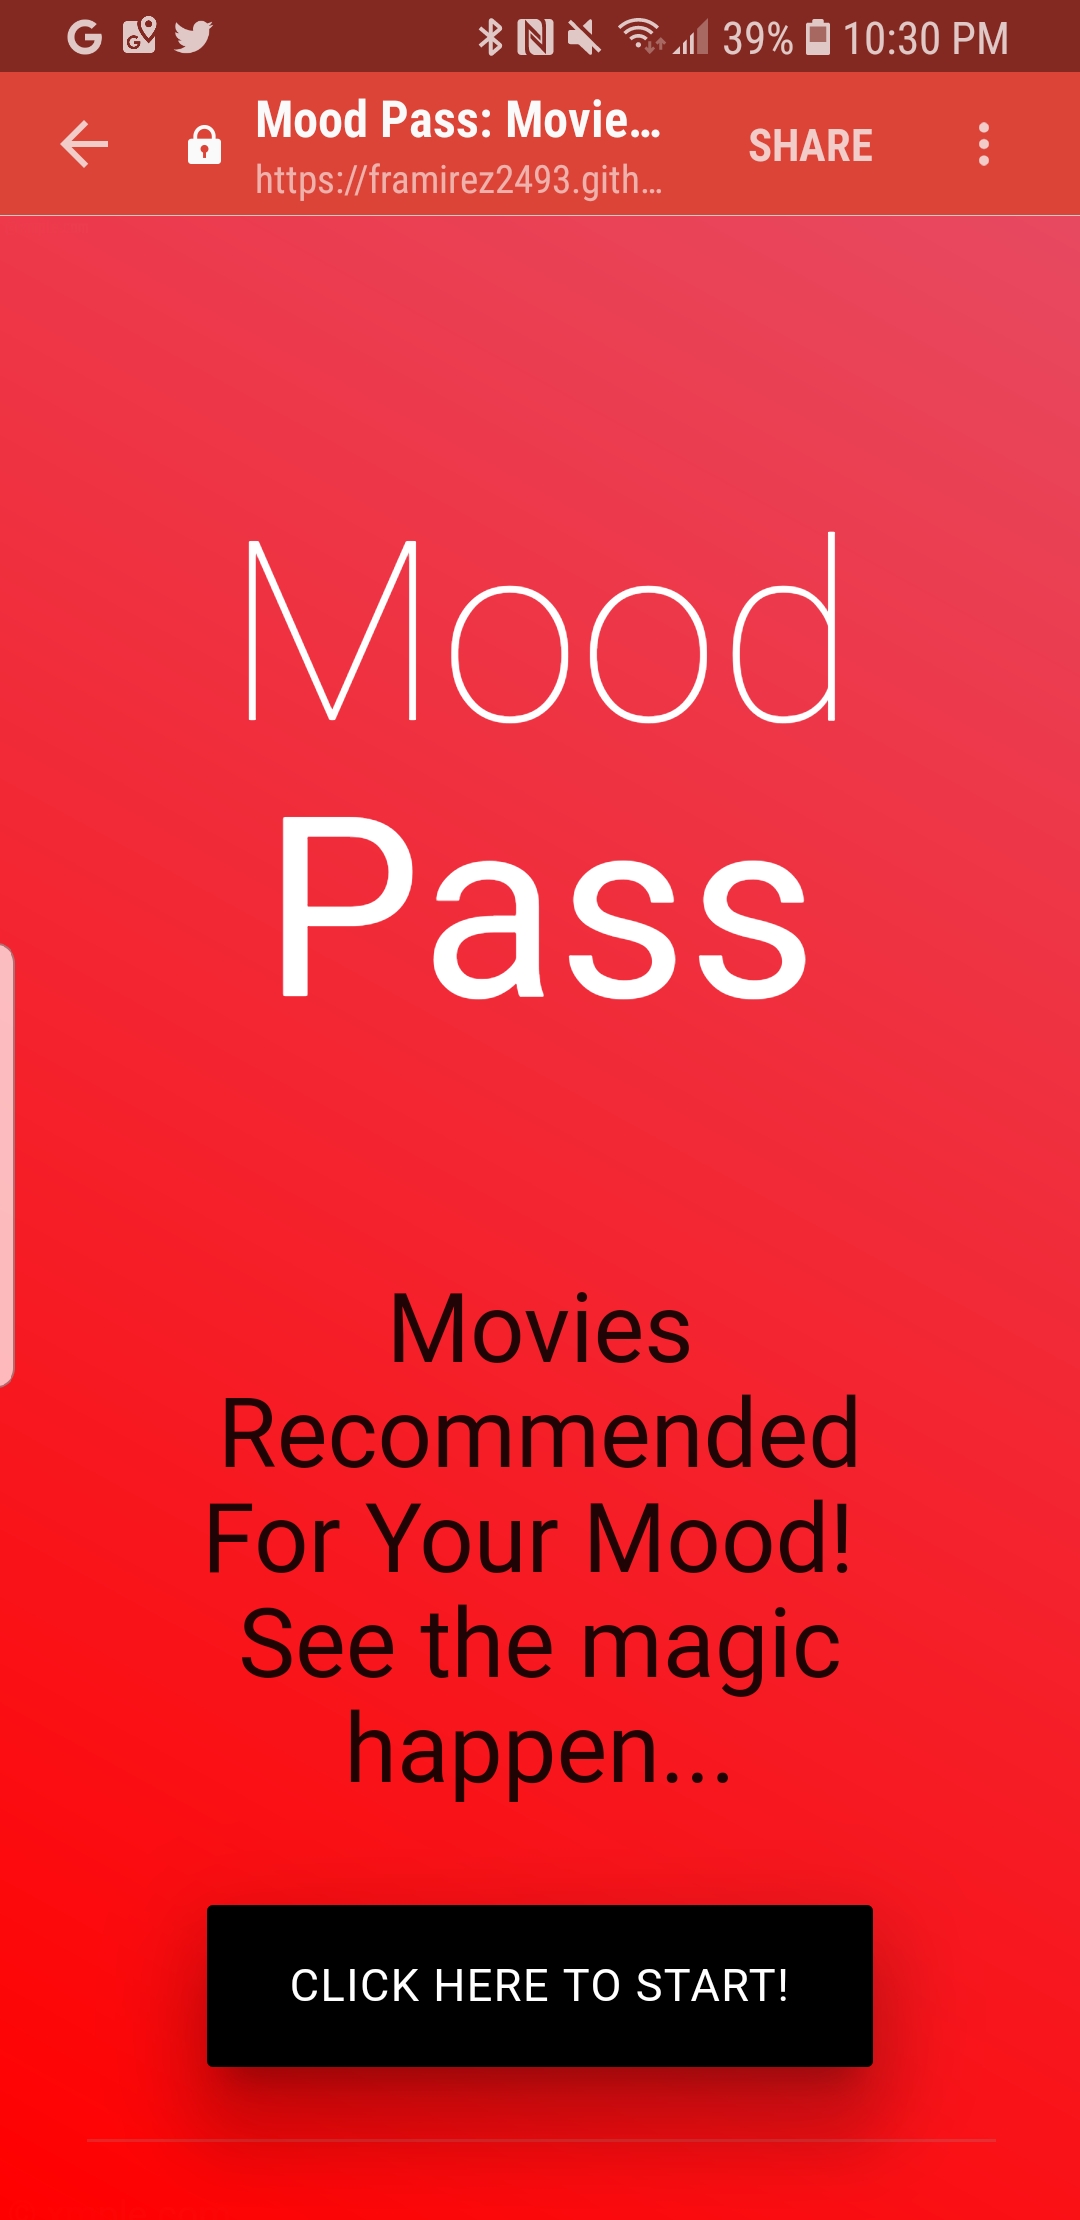 39% 10:30 PM
Mood Pass: Movie...
https://framirez2493.gith...
SHARE
Mood
Pass
Movies
Recommended
For Your Mood!
See the magic
happen...
CLICK HERE TO START!